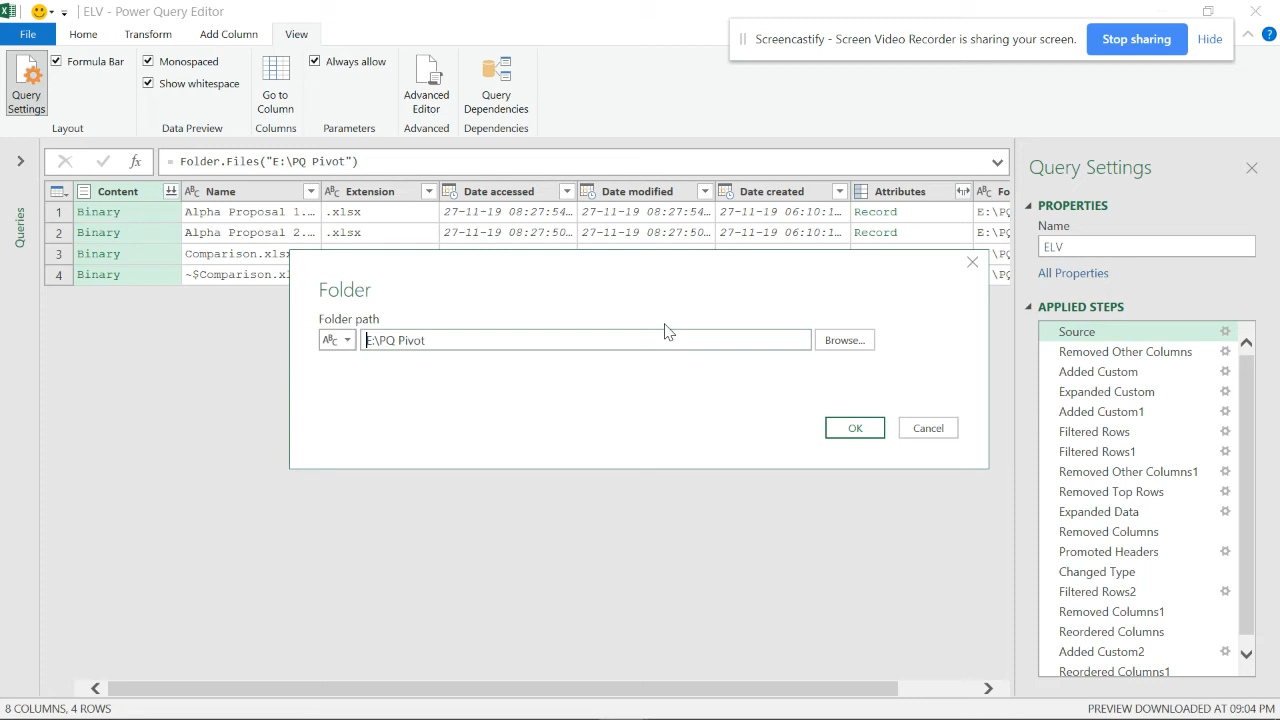 ELV - Power Query Editor
File Home Transform Add Column View
Screencastify - Screen Video Recorder is sharing your screen. Stop sharing Hide
Query Settings
Formula Bar
Monospaced
Show whitespace
Go to Column
Always allow
Advanced Editor
Query Dependencies
Layout Data Preview Columns Parameters Advanced Dependencies
Queries
fx = Folder.Files("E:\PQ Pivot")
Content Name Extension Date accessed Date modified Date created Attributes Fo
1 Binary Alpha Proposal 1.... .xlsx 27-11-19 08:27:54... 27-11-19 08:27:54... 27-11-19 06:10:1... Record E:\PQ
2 Binary Alpha Proposal 2.... .xlsx 27-11-19 08:27:50... 27-11-19 08:27:50... 27-11-19 06:10:1... Record E:\PQ
3 Binary Comparison.xlsx
4 Binary ~$Comparison.xl
Folder
Folder path
ABC E:\PQ Pivot Browse...
OK Cancel
Query Settings
PROPERTIES
Name
ELV
All Properties
APPLIED STEPS
Source
Removed Other Columns
Added Custom
Expanded Custom
Added Custom1
Filtered Rows
Filtered Rows1
Removed Other Columns1
Removed Top Rows
Expanded Data
Removed Columns
Promoted Headers
Changed Type
Filtered Rows2
Removed Columns1
Reordered Columns
Added Custom2
Reordered Columns1
8 COLUMNS, 4 ROWS
PREVIEW DOWNLOADED AT 09:04 PM